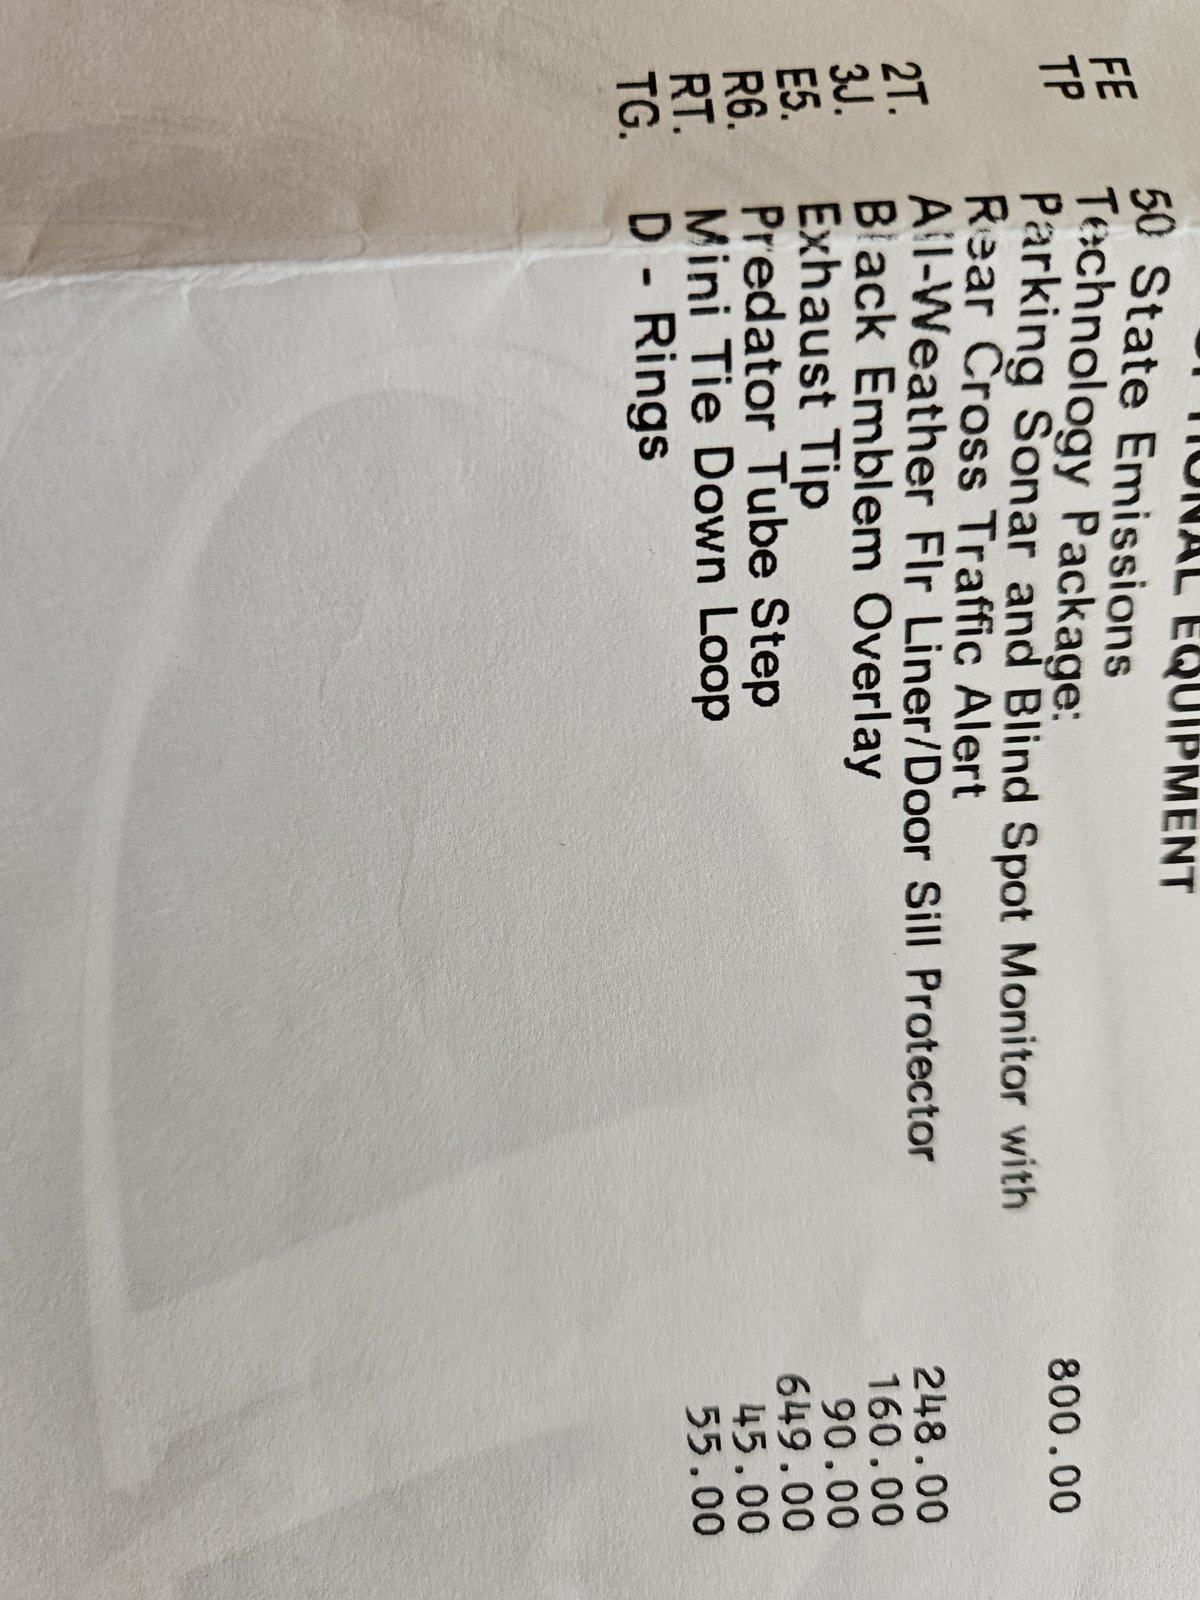 OPTIONAL EQUIPMENT
FE 50 State Emissions
TP Technology Package: 800.00
Parking Sonar and Blind Spot Monitor with
Rear Cross Traffic Alert
2T. All-Weather Flr Liner/Door Sill Protector 248.00
3J. Black Emblem Overlay 160.00
E5. Exhaust Tip 90.00
R6. Predator Tube Step 649.00
RT. Mini Tie Down Loop 45.00
TG. D - Rings 55.00